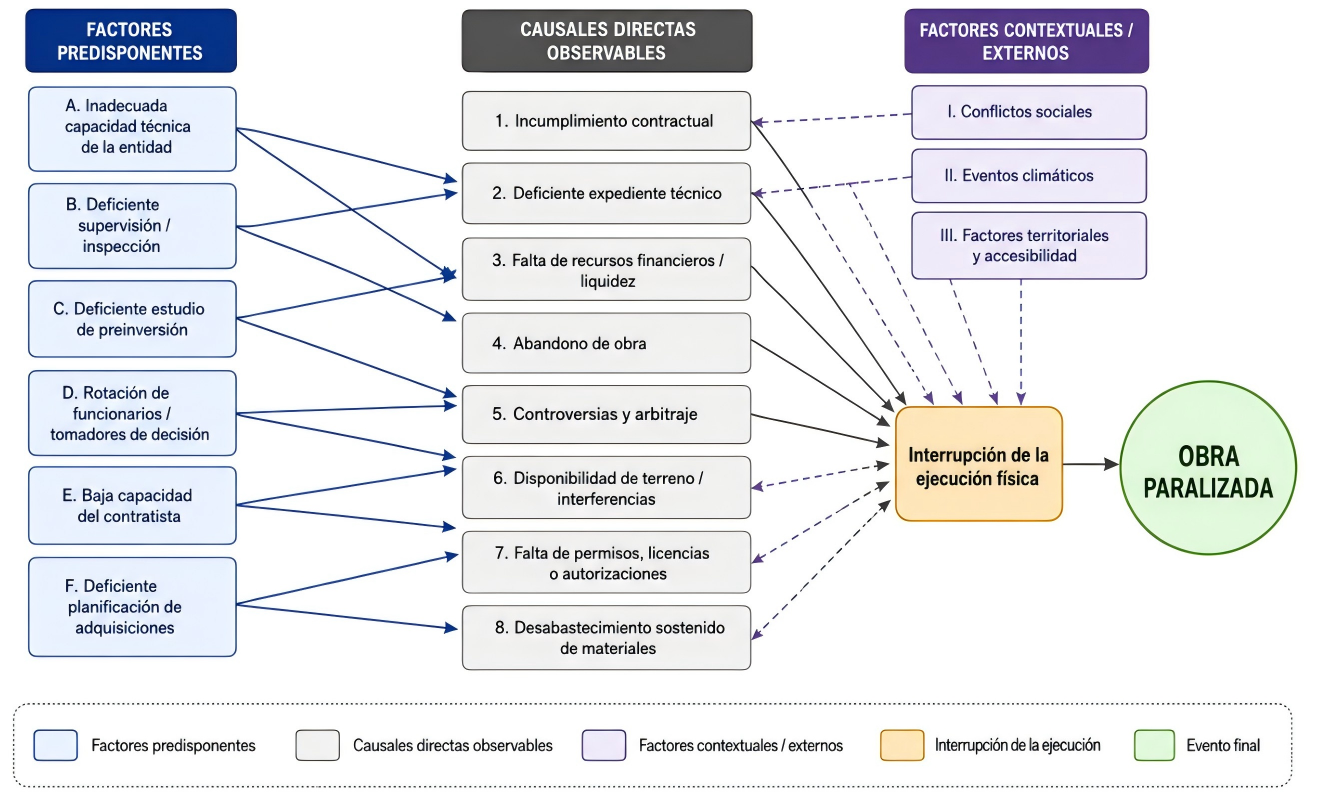 FACTORES
PREDISPONENTES
A. Inadecuada
capacidad técnica
de la entidad
B. Deficiente
supervisión /
inspección
C. Deficiente estudio
de preinversión
D. Rotación de
funcionarios /
tomadores de decisión
E. Baja capacidad
del contratista
F. Deficiente
planificación de
adquisiciones
CAUSALES DIRECTAS
OBSERVABLES
1. Incumplimiento contractual
2. Deficiente expediente técnico
3. Falta de recursos financieros /
liquidez
4. Abandono de obra
5. Controversias y arbitraje
6. Disponibilidad de terreno /
interferencias
7. Falta de permisos, licencias
o autorizaciones
8. Desabastecimiento sostenido
de materiales
FACTORES CONTEXTUALES /
EXTERNOS
I. Conflictos sociales
II. Eventos climáticos
III. Factores territoriales
y accesibilidad
Interrupción de la
ejecución física
OBRA
PARALIZADA
Factores predisponentes
Causales directas observables
Factores contextuales / externos
Interrupción de la ejecución
Evento final